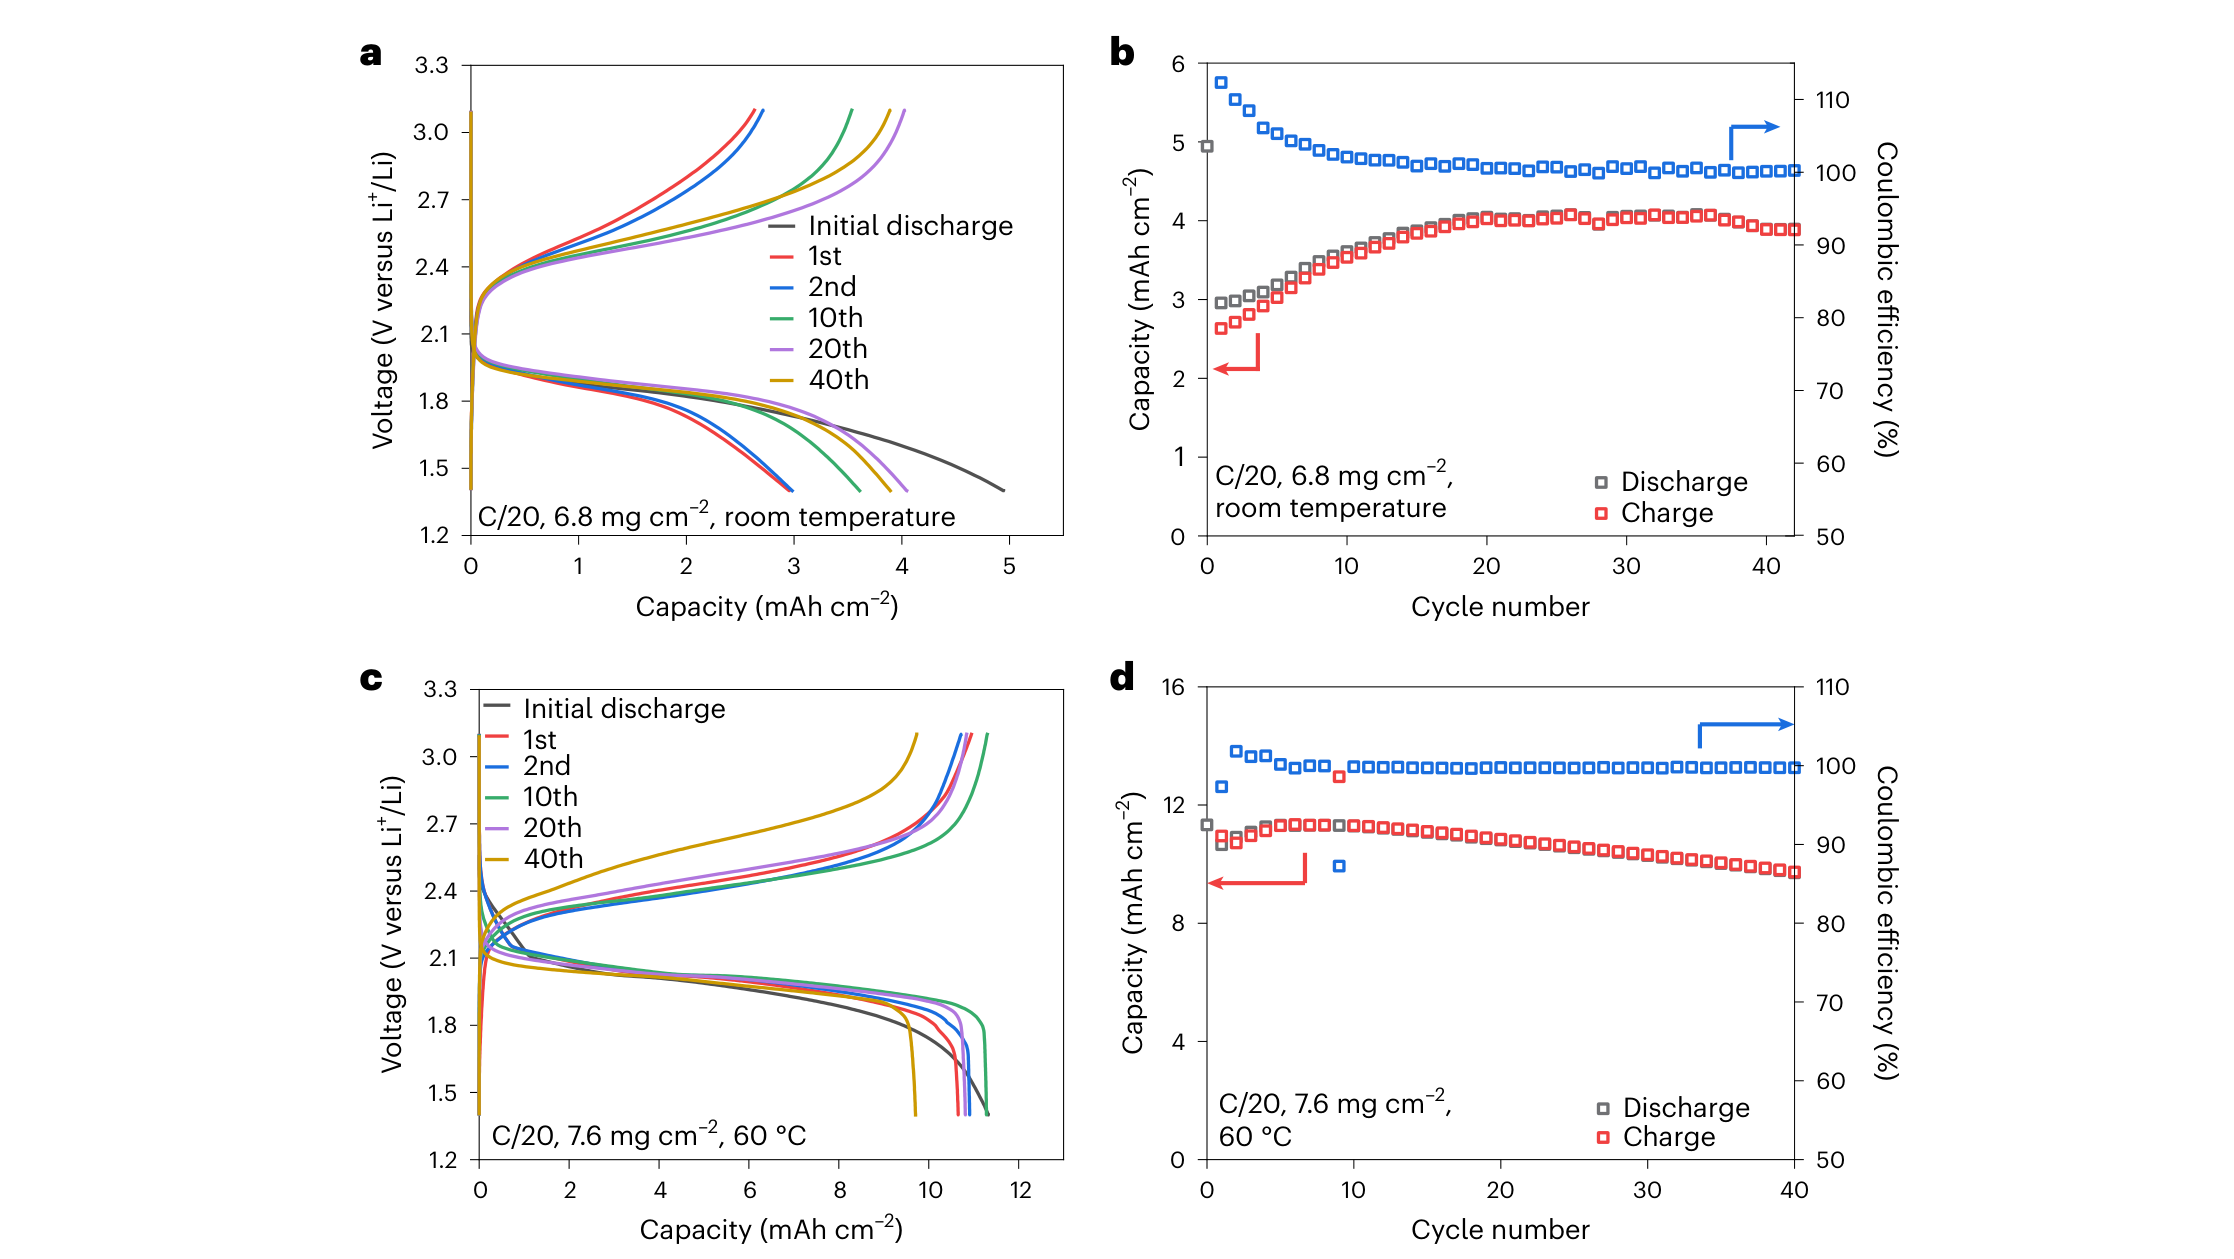 a
3.3
3.0
2.7
2.4
2.1
1.8
1.5
1.2
Voltage (V versus Li⁺/Li)
Initial discharge
1st
2nd
10th
20th
40th
C/20, 6.8 mg cm⁻², room temperature
0 1 2 3 4 5
Capacity (mAh cm⁻²)
b
6
5
4
3
2
1
0
Capacity (mAh cm⁻²)
110
100
90
80
70
60
50
Coulombic efficiency (%)
C/20, 6.8 mg cm⁻²,
room temperature
Discharge
Charge
0 10 20 30 40
Cycle number
c
3.3
3.0
2.7
2.4
2.1
1.8
1.5
1.2
Voltage (V versus Li⁺/Li)
Initial discharge
1st
2nd
10th
20th
40th
C/20, 7.6 mg cm⁻², 60 °C
0 2 4 6 8 10 12
Capacity (mAh cm⁻²)
d
16
12
8
4
0
Capacity (mAh cm⁻²)
110
100
90
80
70
60
50
Coulombic efficiency (%)
C/20, 7.6 mg cm⁻²,
60 °C
Discharge
Charge
0 10 20 30 40
Cycle number